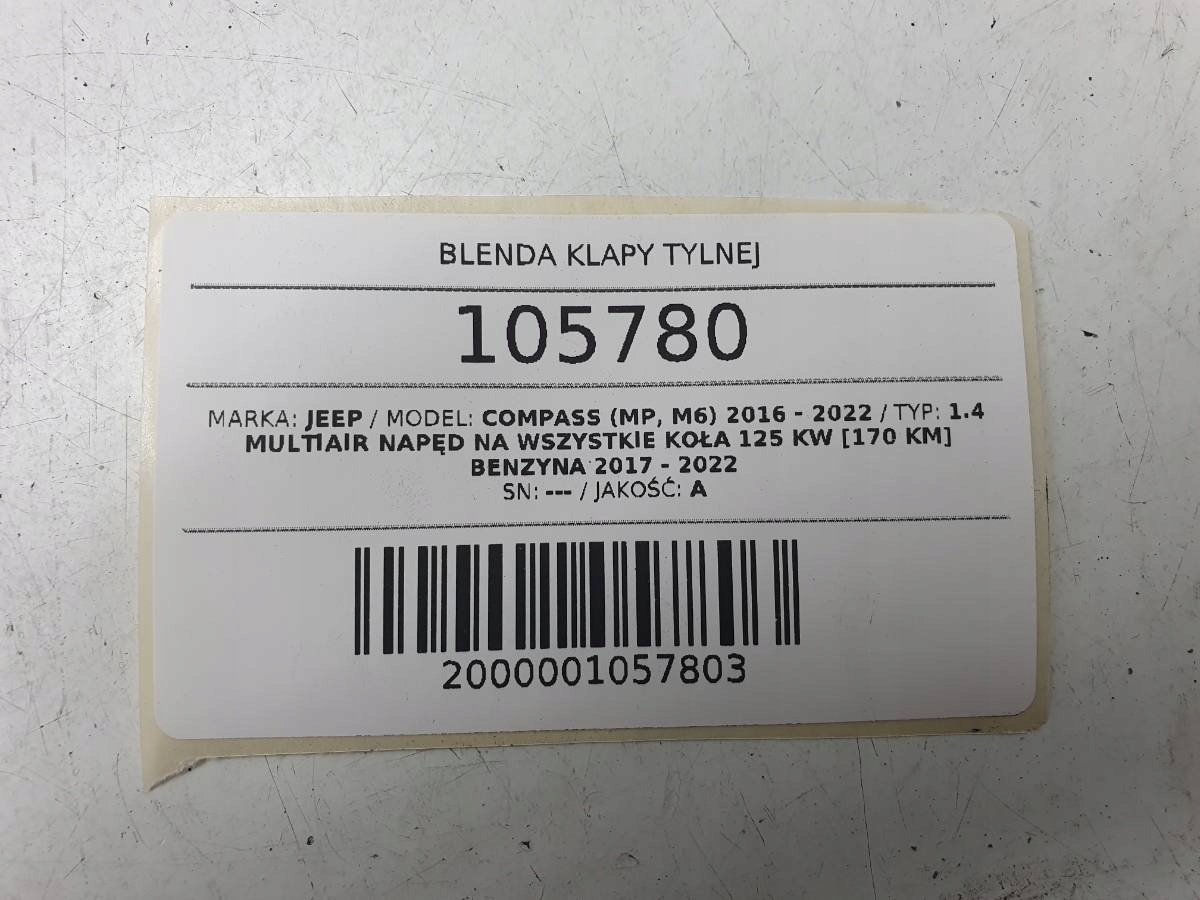 BLENDA KLAPY TYLNEJ
105780
MARKA: JEEP / MODEL: COMPASS (MP, M6) 2016 - 2022 / TYP: 1.4
MULTIAIR NAPĘD NA WSZYSTKIE KOŁA 125 KW [170 KM]
BENZYNA 2017 - 2022
SN: --- / JAKOŚĆ: A
2000001057803